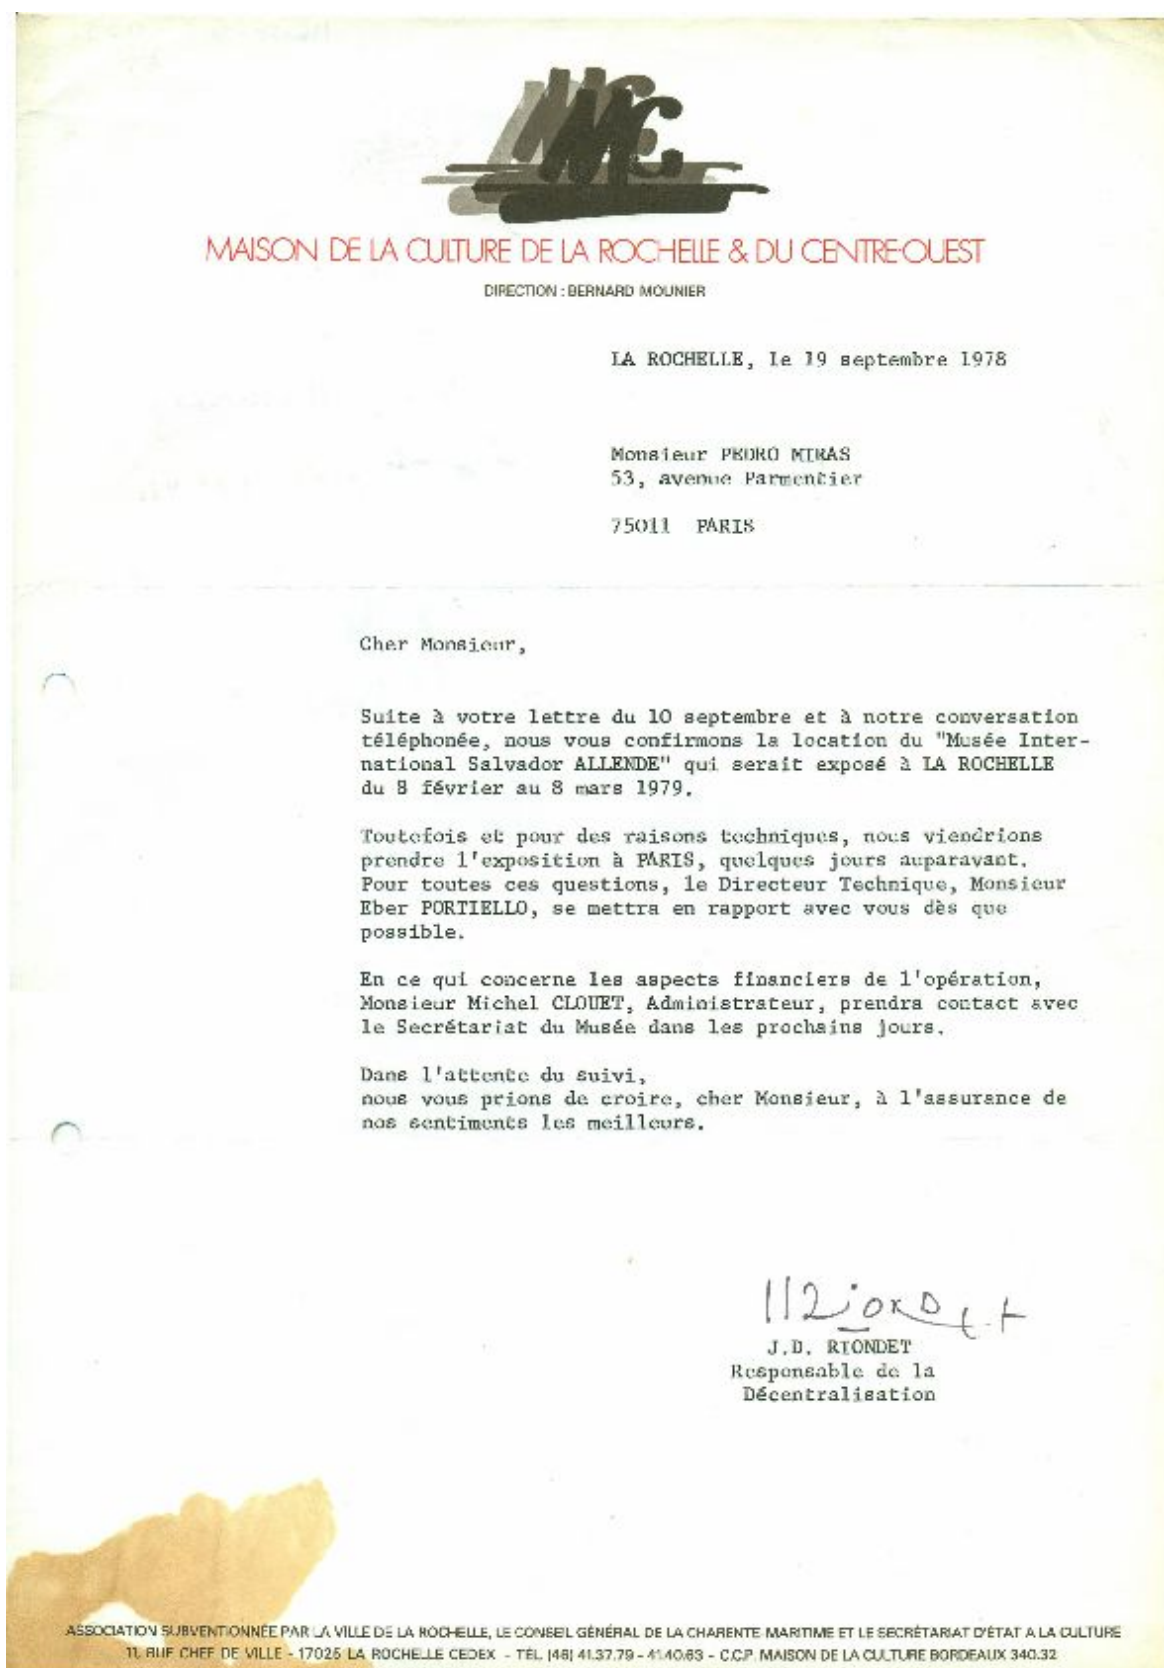 MC
MAISON DE LA CULTURE DE LA ROCHELLE & DU CENTRE-OUEST
DIRECTION : BERNARD MOUNIER
LA ROCHELLE, le 19 septembre 1978
Monsieur PEDRO MIRAS
53, avenue Parmentier
75011 PARIS
Cher Monsieur,
Suite à votre lettre du 10 septembre et à notre conversation
téléphonée, nous vous confirmons la location du "Musée Inter-
national Salvador ALLENDE" qui serait exposé à LA ROCHELLE
du 8 février au 8 mars 1979.
Toutefois et pour des raisons techniques, nous viendrions
prendre l'exposition à PARIS, quelques jours auparavant.
Pour toutes ces questions, le Directeur Technique, Monsieur
Eber PORTIELLO, se mettra en rapport avec vous dès que
possible.
En ce qui concerne les aspects financiers de l'opération,
Monsieur Michel CLOUET, Administrateur, prendra contact avec
le Secrétariat du Musée dans les prochains jours.
Dans l'attente du suivi,
nous vous prions de croire, cher Monsieur, à l'assurance de
nos sentiments les meilleurs.
J.D. RIONDET
Responsable de la
Décentralisation
ASSOCIATION SUBVENTIONNÉE PAR LA VILLE DE LA ROCHELLE, LE CONSEIL GÉNÉRAL DE LA CHARENTE MARITIME ET LE SECRÉTARIAT D'ÉTAT A LA CULTURE
11, RUE CHEF DE VILLE - 17025 LA ROCHELLE CEDEX - TÉL. (46) 41.37.79 - 41.40.63 - C.C.P. MAISON DE LA CULTURE BORDEAUX 340.32